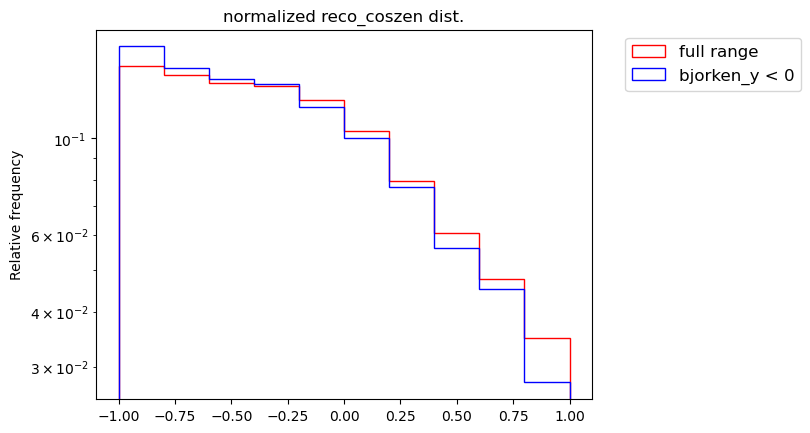 normalized reco_coszen dist.
full range
bjorken_y < 0
Relative frequency
10⁻¹
6 × 10⁻²
4 × 10⁻²
3 × 10⁻²
−1.00 −0.75 −0.50 −0.25 0.00 0.25 0.50 0.75 1.00